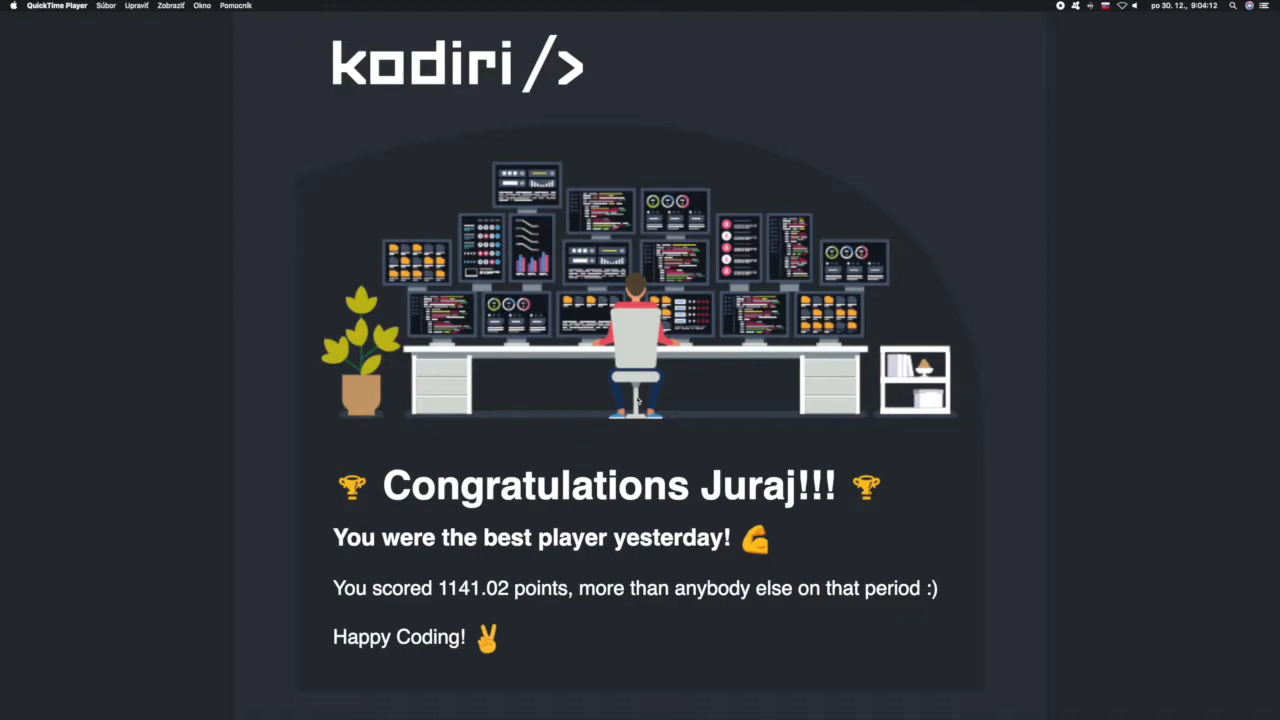 QuickTime Player Súbor Upraviť Zobraziť Okno Pomocník po 30. 12., 9:04:12
kodiri/>
🏆 Congratulations Juraj!!! 🏆
You were the best player yesterday! 💪
You scored 1141.02 points, more than anybody else on that period :)
Happy Coding! ✌